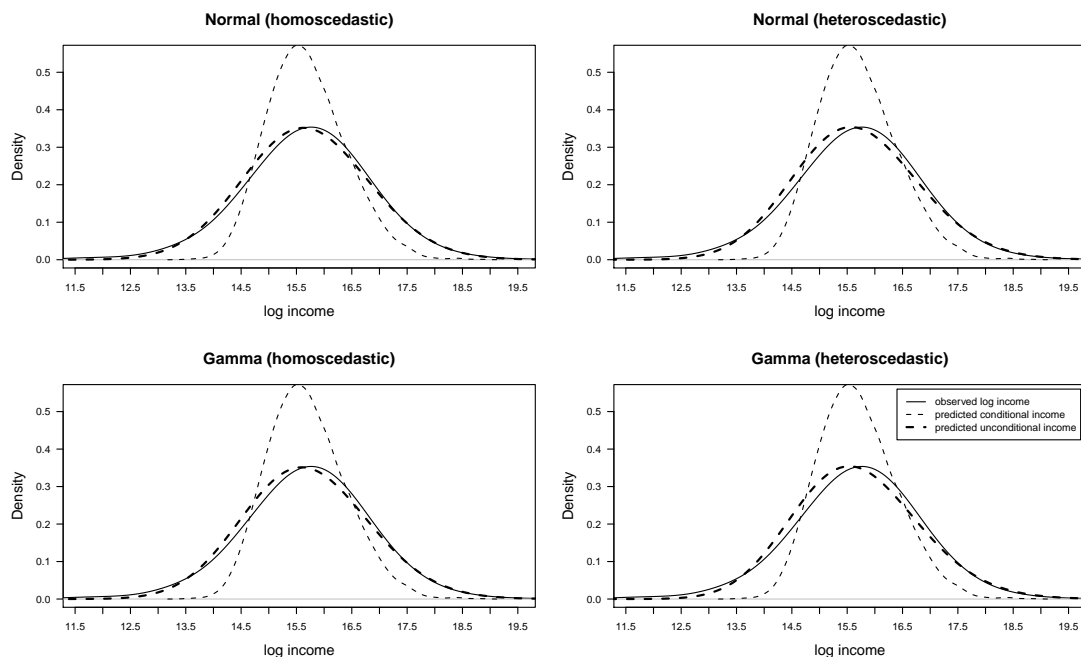 Normal (homoscedastic)
Density
0.5
0.4
0.3
0.2
0.1
0.0
11.5 12.5 13.5 14.5 15.5 16.5 17.5 18.5 19.5
log income
Normal (heteroscedastic)
Density
0.5
0.4
0.3
0.2
0.1
0.0
11.5 12.5 13.5 14.5 15.5 16.5 17.5 18.5 19.5
log income
Gamma (homoscedastic)
Density
0.5
0.4
0.3
0.2
0.1
0.0
11.5 12.5 13.5 14.5 15.5 16.5 17.5 18.5 19.5
log income
Gamma (heteroscedastic)
observed log income
predicted conditional income
predicted unconditional income
Density
0.5
0.4
0.3
0.2
0.1
0.0
11.5 12.5 13.5 14.5 15.5 16.5 17.5 18.5 19.5
log income